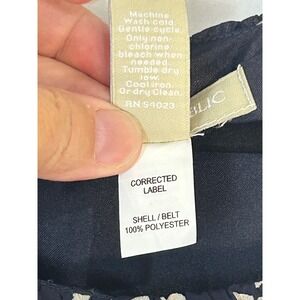 Machine
Wash cold.
Gentle cycle.
Only non-
chlorine
bleach when
needed.
Tumble dry
low.
Cool iron.
Or dry Clean.
RN 54023
LIC
CORRECTED
LABEL
SHELL / BELT
100% POLYESTER